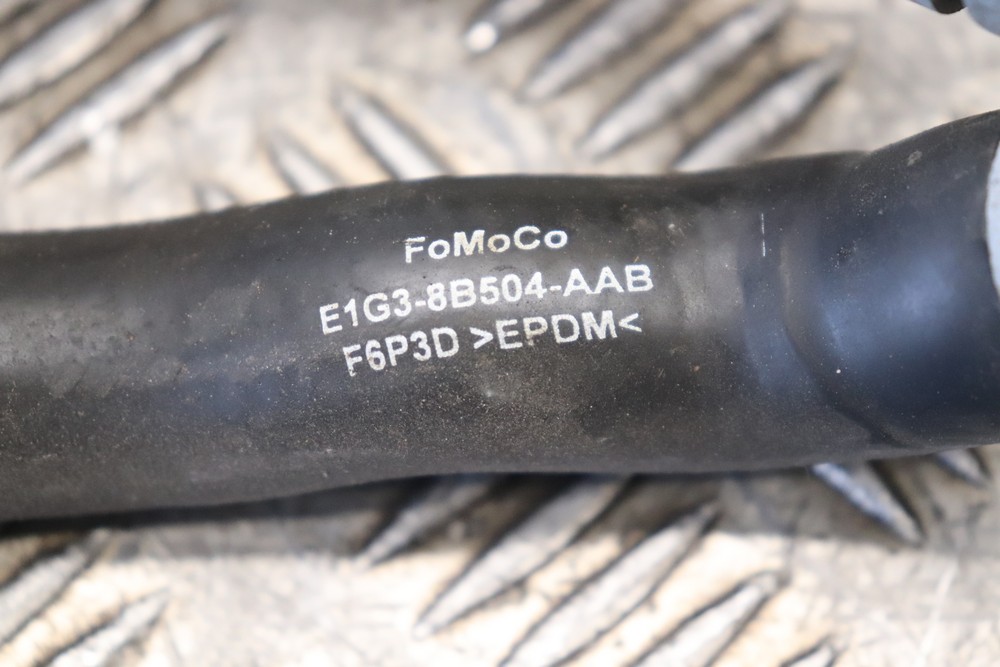 FoMoCo
E1G3-8B504-AAB
F6P3D >EPDM<